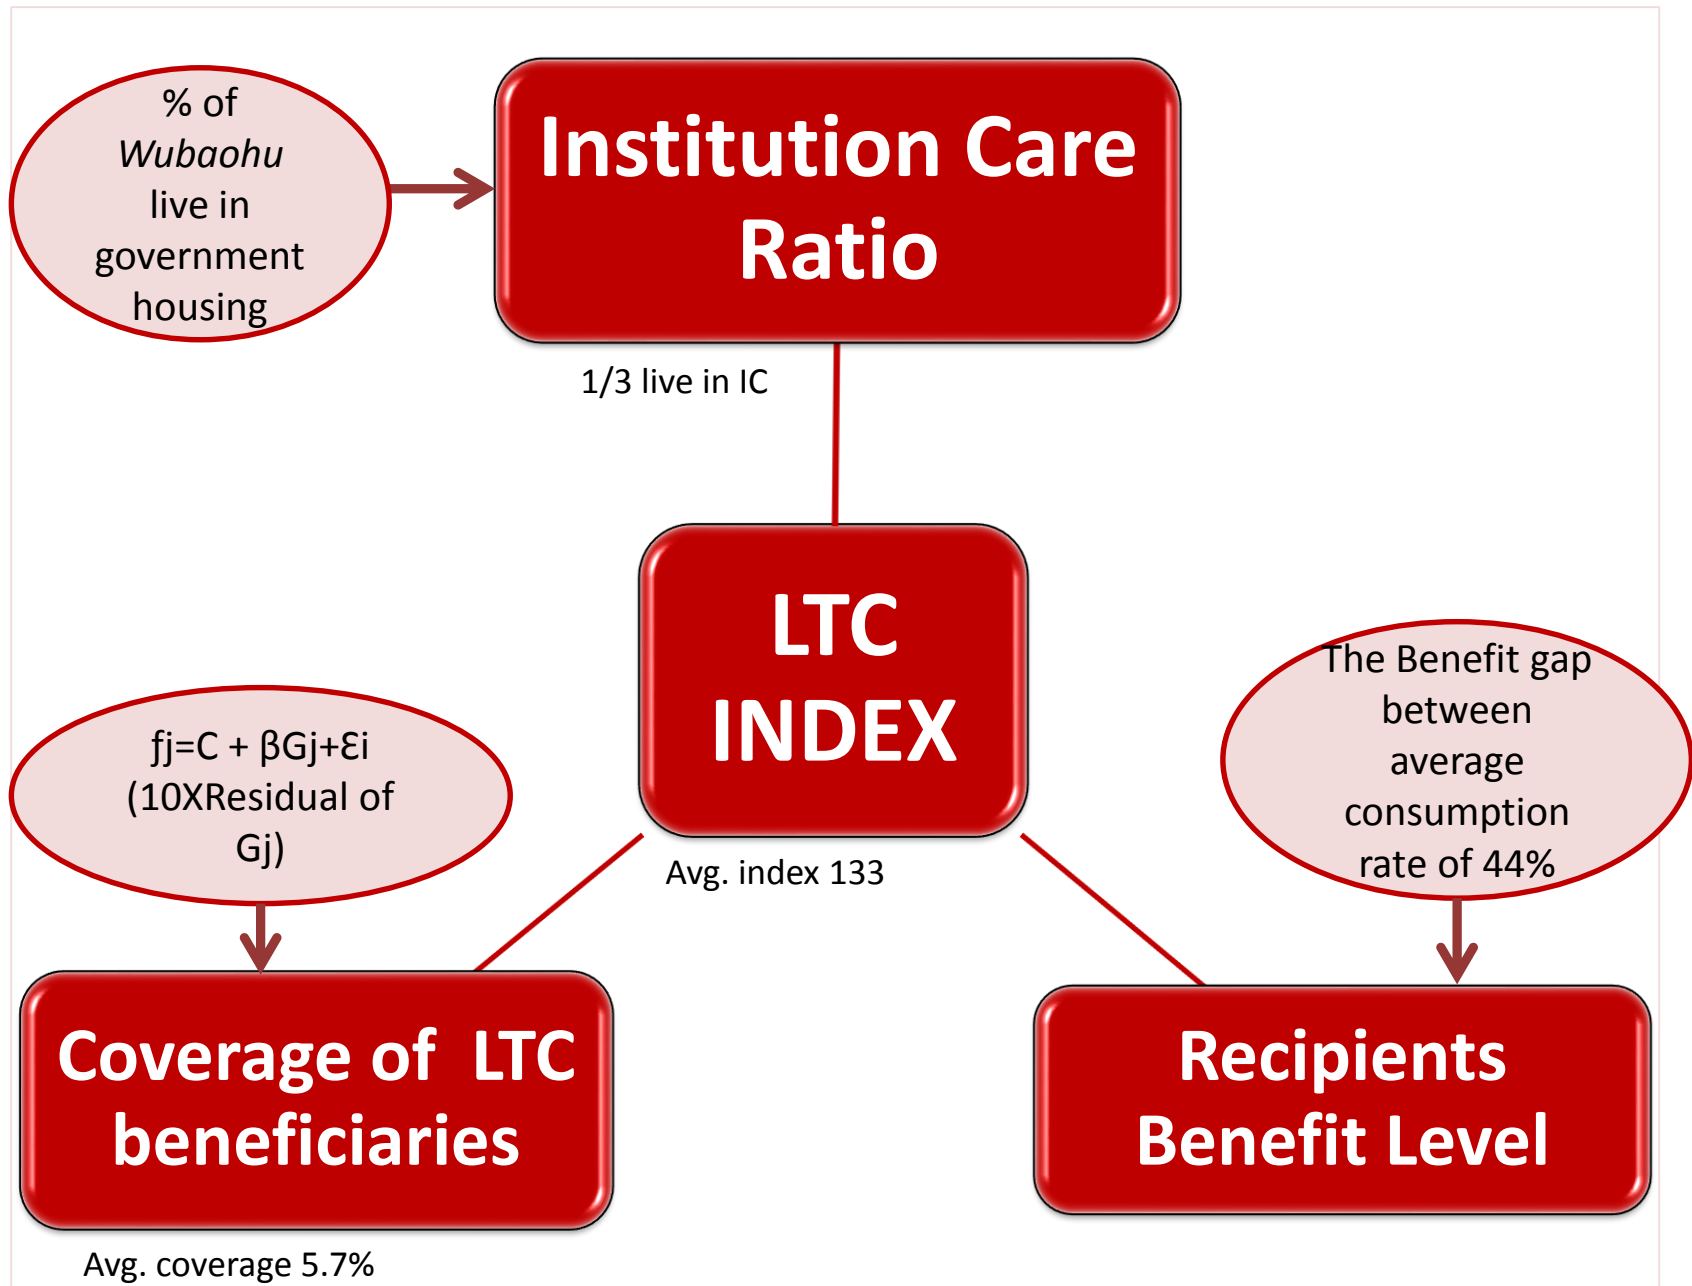 % of
Wubaohu
live in
government
housing
Institution Care
Ratio
1/3 live in IC
LTC
INDEX
Avg. index 133
The Benefit gap
between
average
consumption
rate of 44%
fj=C + βGj+Ɛi
(10XResidual of
Gj)
Coverage of LTC
beneficiaries
Avg. coverage 5.7%
Recipients
Benefit Level